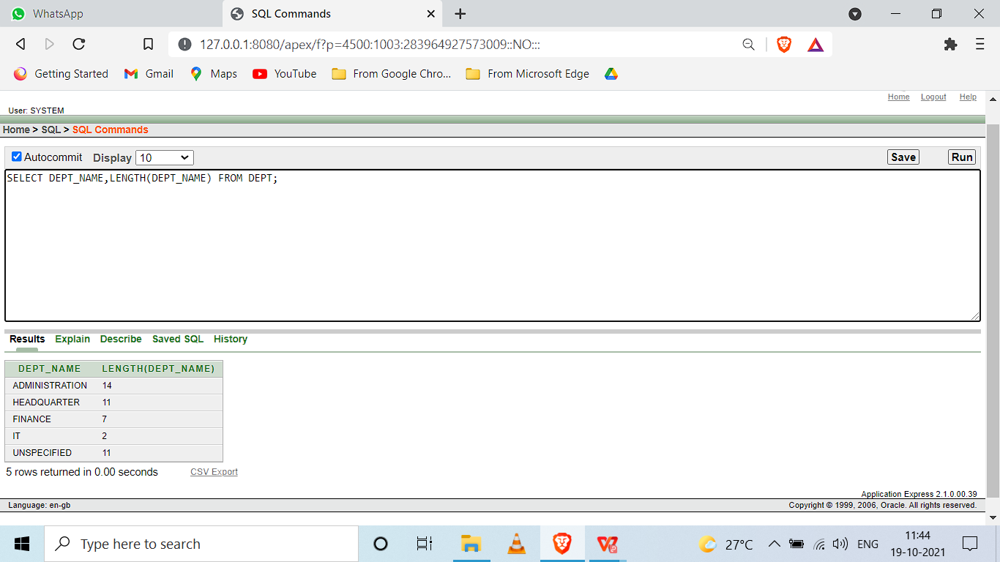 WhatsApp
SQL Commands
127.0.0.1:8080/apex/f?p=4500:1003:283964927573009::NO:::
Getting Started
Gmail
Maps
YouTube
From Google Chro...
From Microsoft Edge
Home Logout Help
User: SYSTEM
Home > SQL > SQL Commands
Autocommit Display 10 Save Run
SELECT DEPT_NAME,LENGTH(DEPT_NAME) FROM DEPT;
Results Explain Describe Saved SQL History
DEPT_NAME LENGTH(DEPT_NAME)
ADMINISTRATION 14
HEADQUARTER 11
FINANCE 7
IT 2
UNSPECIFIED 11
5 rows returned in 0.00 seconds CSV Export
Application Express 2.1.0.00.39
Language: en-gb Copyright © 1999, 2006, Oracle. All rights reserved.
Type here to search
27°C
ENG
11:44
19-10-2021